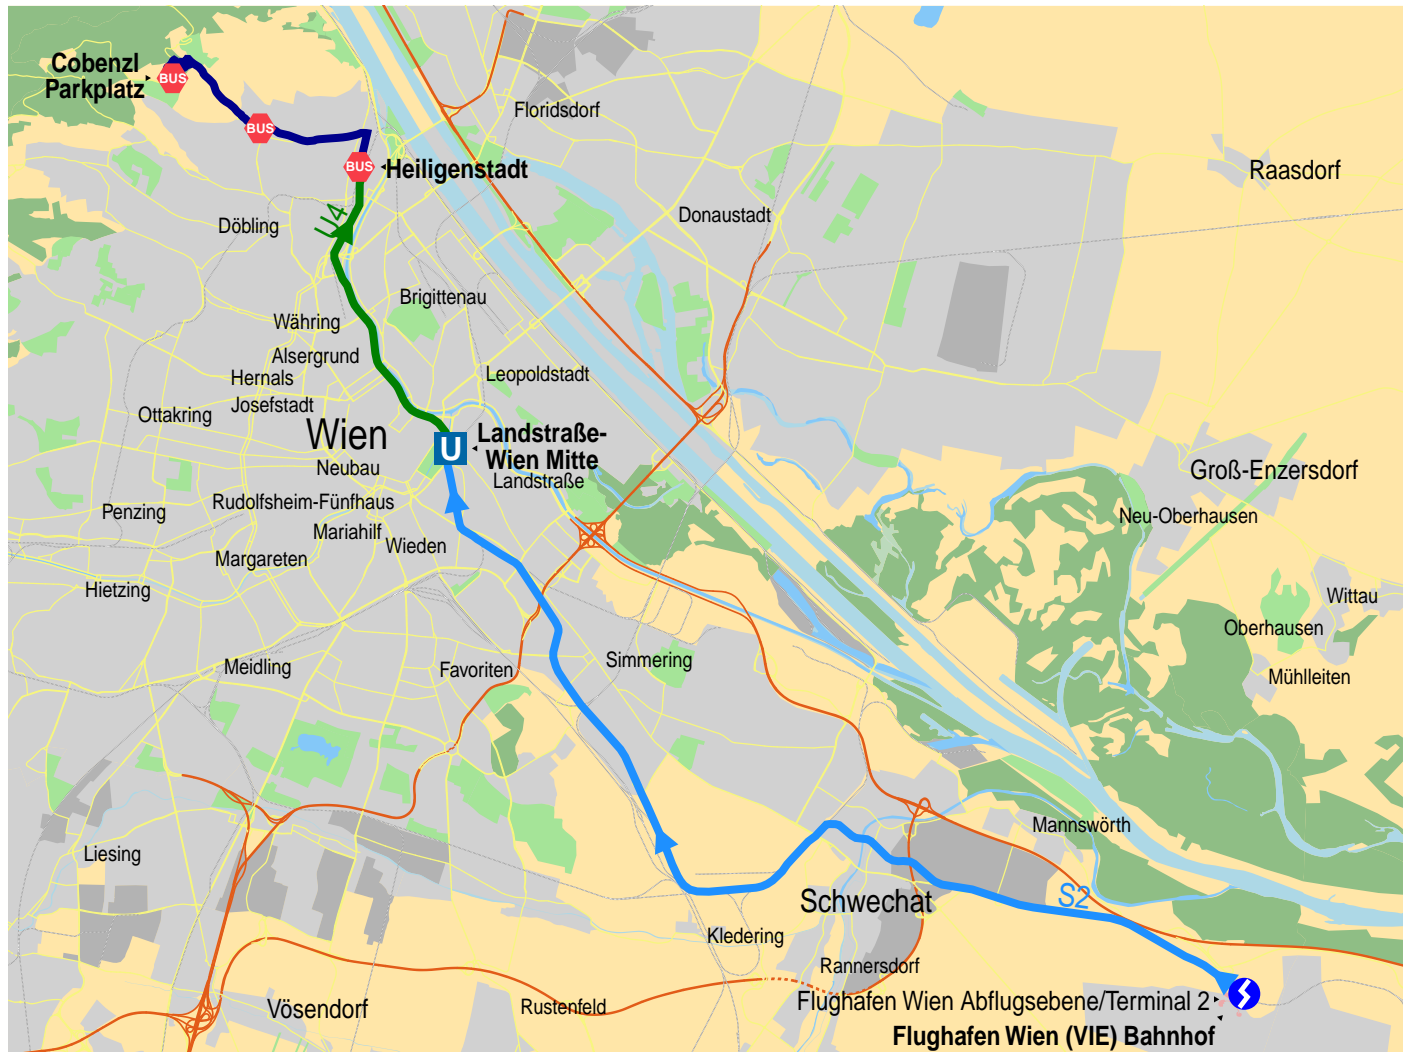 Cobenzl
Parkplatz
BUS
BUS
BUS
Heiligenstadt
Floridsdorf
Raasdorf
Donaustadt
Döbling
U4
Brigittenau
Währing
Alsergrund
Hernals
Leopoldstadt
Josefstadt
Ottakring
Wien
U
Landstraße-
Wien Mitte
Landstraße
Neubau
Groß-Enzersdorf
Rudolfsheim-Fünfhaus
Penzing
Mariahilf
Wieden
Neu-Oberhausen
Margareten
Hietzing
Wittau
Oberhausen
Meidling
Favoriten
Simmering
Mühlleiten
Mannswörth
Liesing
Schwechat
S2
Kledering
Rannersdorf
Vösendorf
Rustenfeld
Flughafen Wien Abflugsebene/Terminal 2
Flughafen Wien (VIE) Bahnhof